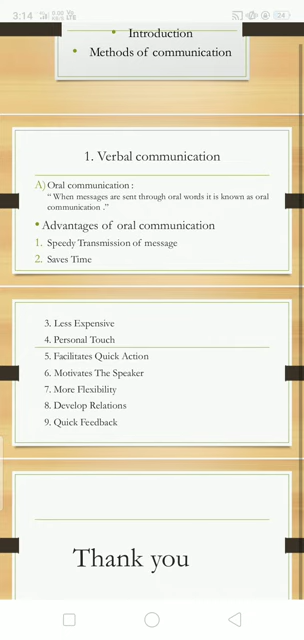 3:14
24
• Introduction
• Methods of communication
1. Verbal communication
A) Oral communication :
“ When messages are sent through oral words it is known as oral
communication .”
• Advantages of oral communication
1. Speedy Transmission of message
2. Saves Time
3. Less Expensive
4. Personal Touch
5. Facilitates Quick Action
6. Motivates The Speaker
7. More Flexibility
8. Develop Relations
9. Quick Feedback
Thank you